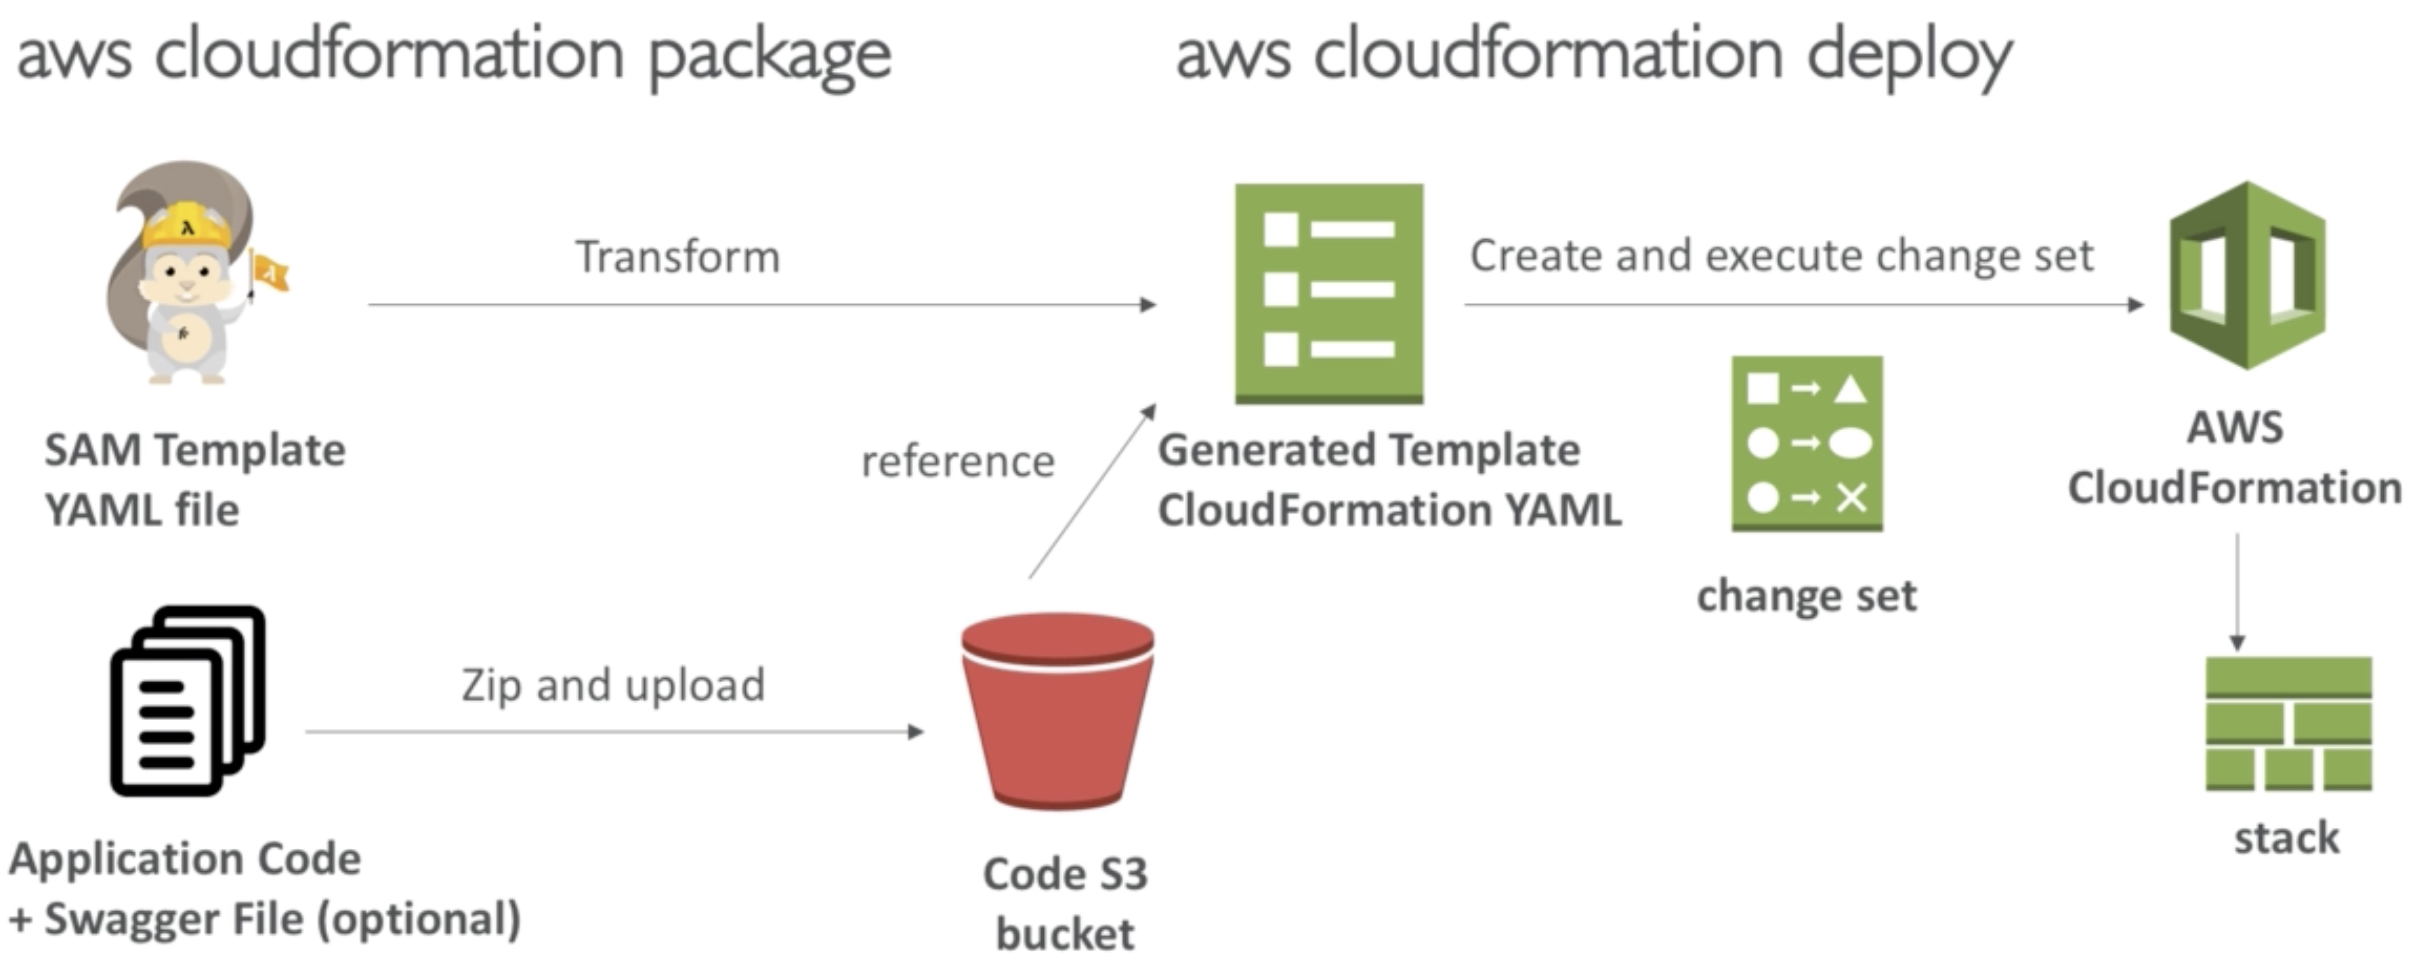 aws cloudformation package
aws cloudformation deploy
λ
λ
Transform
Create and execute change set
SAM Template
YAML file
reference
Generated Template
CloudFormation YAML
AWS
CloudFormation
change set
Zip and upload
Application Code
+ Swagger File (optional)
Code S3
bucket
stack